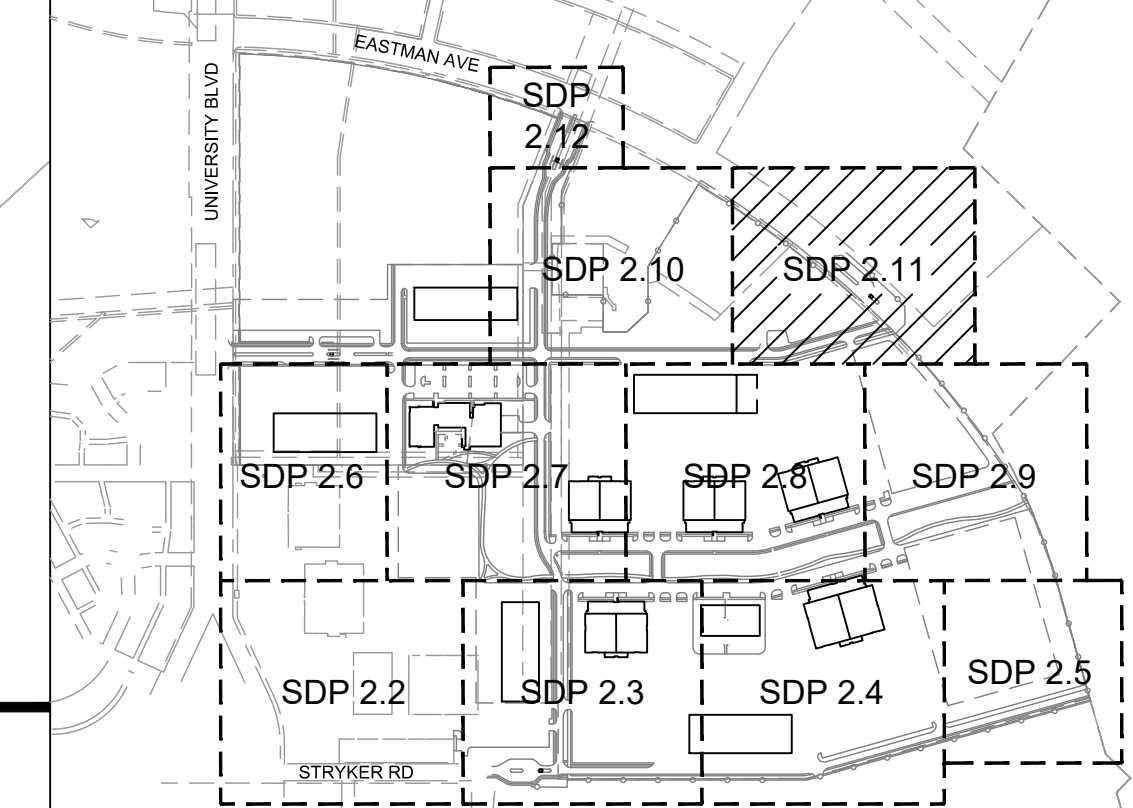 EASTMAN AVE
UNIVERSITY BLVD
SDP
2.12
SDP 2.10
SDP 2.11
SDP 2.6
SDP 2.7
SDP 2.8
SDP 2.9
SDP 2.2
SDP 2.3
SDP 2.4
SDP 2.5
STRYKER RD